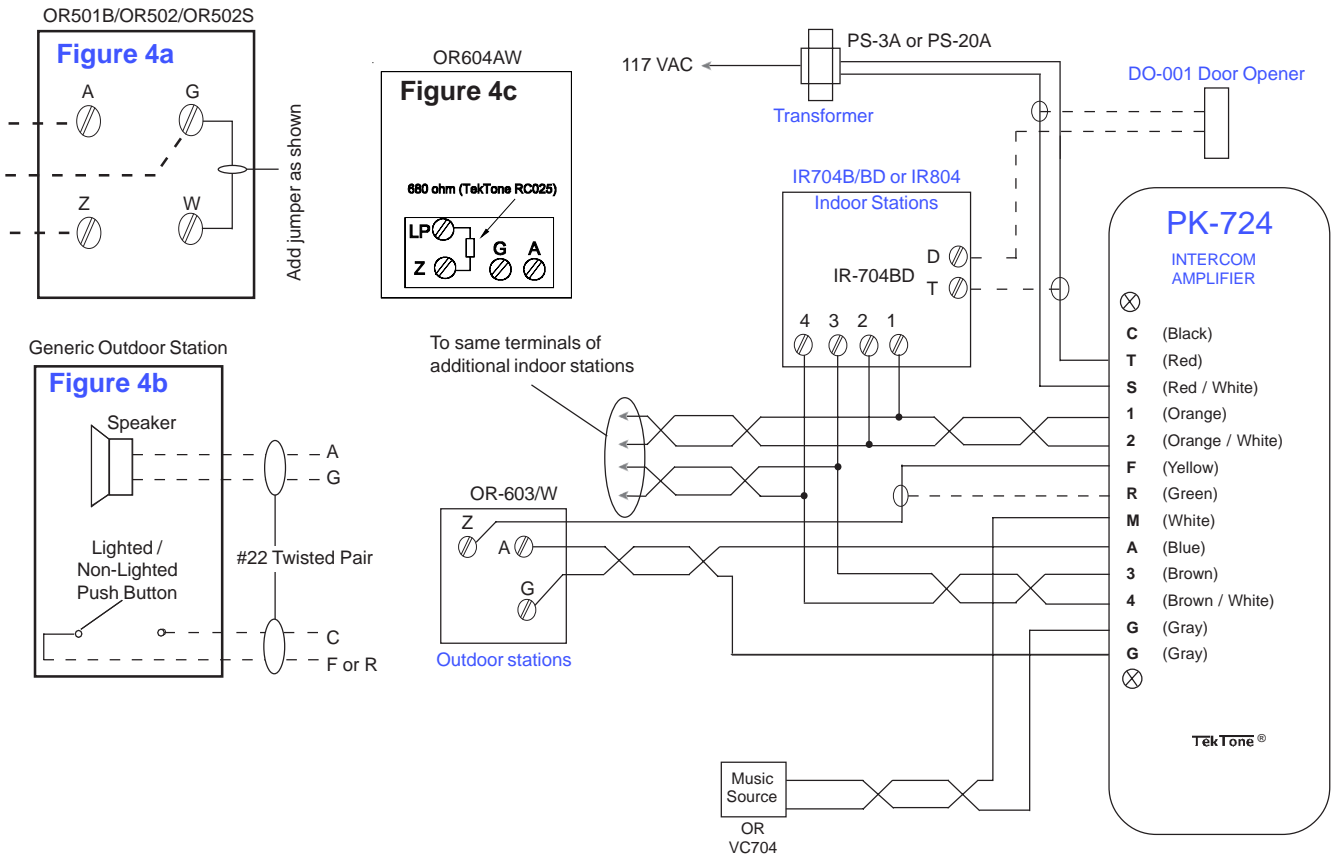 OR501B/OR502/OR502S
Figure 4a
A
G
Z
W
Add jumper as shown
OR604AW
Figure 4c
680 ohm (TekTone RC025)
LP
Z
G
A
117 VAC
PS-3A or PS-20A
Transformer
DO-001 Door Opener
IR704B/BD or IR804
Indoor Stations
D
IR-704BD
T
4 3 2 1
To same terminals of
additional indoor stations
Generic Outdoor Station
Figure 4b
Speaker
A
G
Lighted /
Non-Lighted
Push Button
#22 Twisted Pair
C
F or R
OR-603/W
Z
A
G
Outdoor stations
Music
Source
OR
VC704
PK-724
INTERCOM
AMPLIFIER
C (Black)
T (Red)
S (Red / White)
1 (Orange)
2 (Orange / White)
F (Yellow)
R (Green)
M (White)
A (Blue)
3 (Brown)
4 (Brown / White)
G (Gray)
G (Gray)
TekTone ®